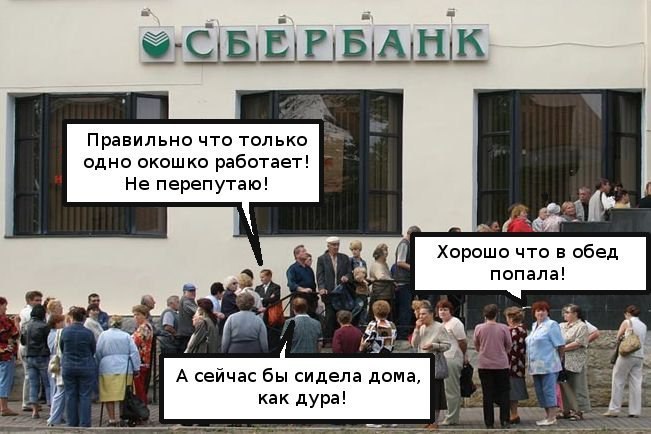 СБЕРБАНК
Правильно что только
одно окошко работает!
Не перепутаю!
Хорошо что в обед
попала!
А сейчас бы сидела дома,
как дура!